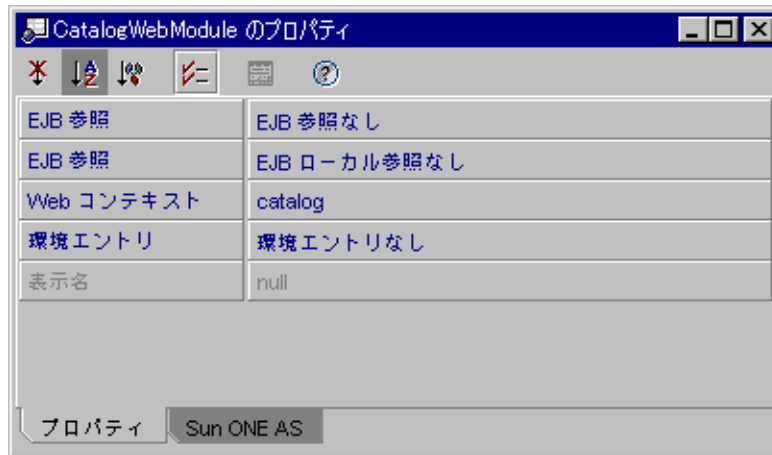 CatalogWebModule のプロパティ
EJB 参照 EJB 参照なし
EJB 参照 EJB ローカル参照なし
Web コンテキスト catalog
環境エントリ 環境エントリなし
表示名 null
プロパティ Sun ONE AS